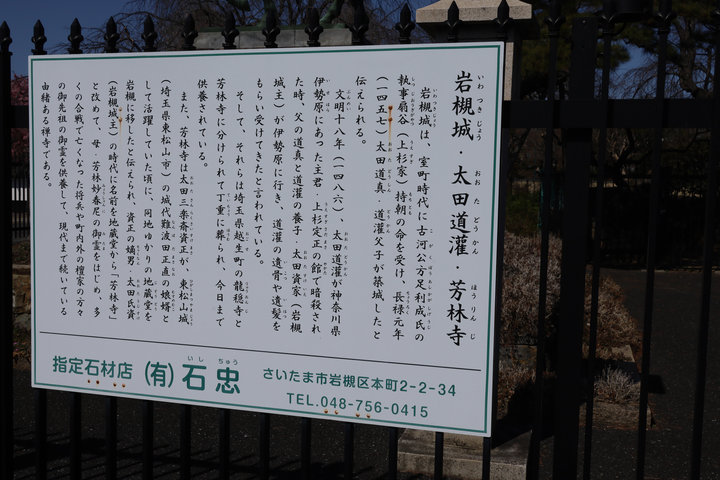 岩槻城・太田道灌・芳林寺
岩槻城は、室町時代に古河公方足利成氏の
執事扇谷(上杉家)持朝の命を受け、長禄元年
(一四五七)太田道真・道灌父子が築城したと
伝えられる。
文明十八年(一四八六)、太田道灌が神奈川県
伊勢原にあった主君・上杉定正の館で暗殺され
た時、父の道真と道灌の養子・太田資家(岩槻
城主)が伊勢原に行き、道灌の遺骨や遺髪を
もらい受けてきたと言われている。
そして、それらは埼玉県越生町の龍穏寺と
芳林寺に分けられて丁重に葬られ、今日まで
供養されている。
また、芳林寺は太田三楽斎資正が、東松山城
(埼玉県東松山市)の城代難波田正直の娘婿と
して活躍していた頃に、同地ゆかりの地蔵堂を
岩槻に移したと伝えられ、資正の嫡男・太田氏資
(岩槻城主)の時代に名前を地蔵堂から「芳林寺」
と改めて、母・芳林妙春尼の御霊をはじめ、多
くの合戦で亡くなった将兵や町内外の檀家の方々
の御先祖の御霊を供養して、現代まで続いている
由緒ある禅寺である。
指定石材店 (有)石忠
さいたま市岩槻区本町2-2-34
TEL.048-756-0415